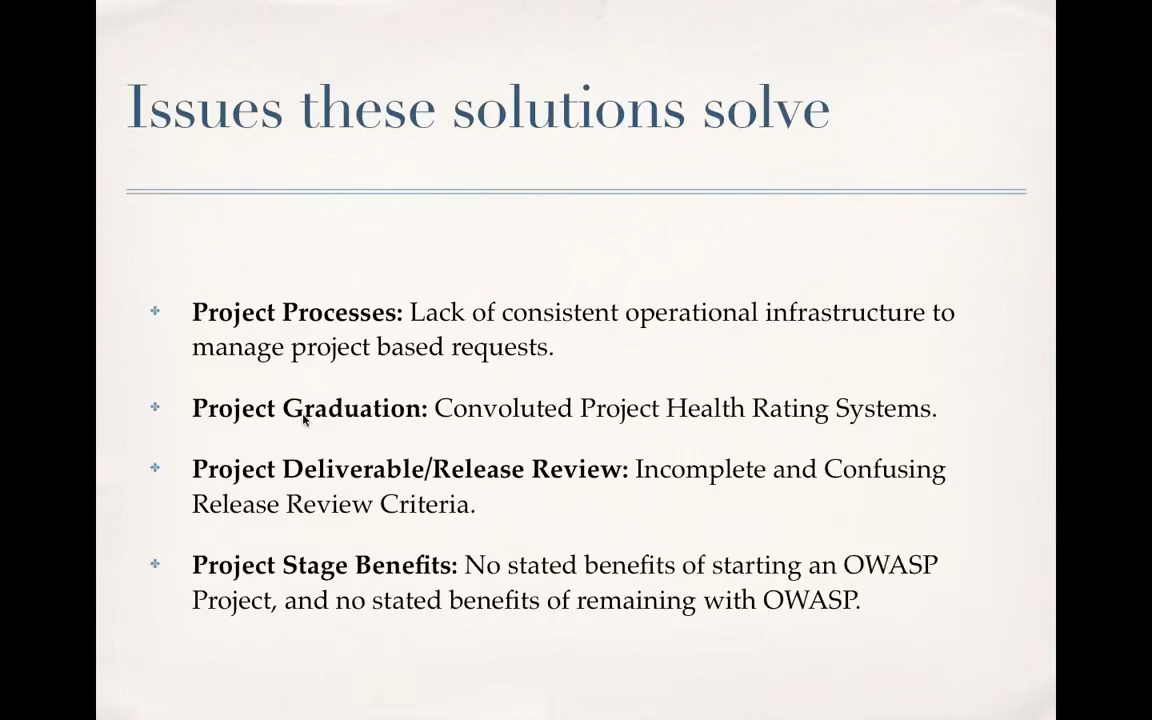 Issues these solutions solve
Project Processes: Lack of consistent operational infrastructure to
manage project based requests.
Project Graduation: Convoluted Project Health Rating Systems.
Project Deliverable/Release Review: Incomplete and Confusing
Release Review Criteria.
Project Stage Benefits: No stated benefits of starting an OWASP
Project, and no stated benefits of remaining with OWASP.